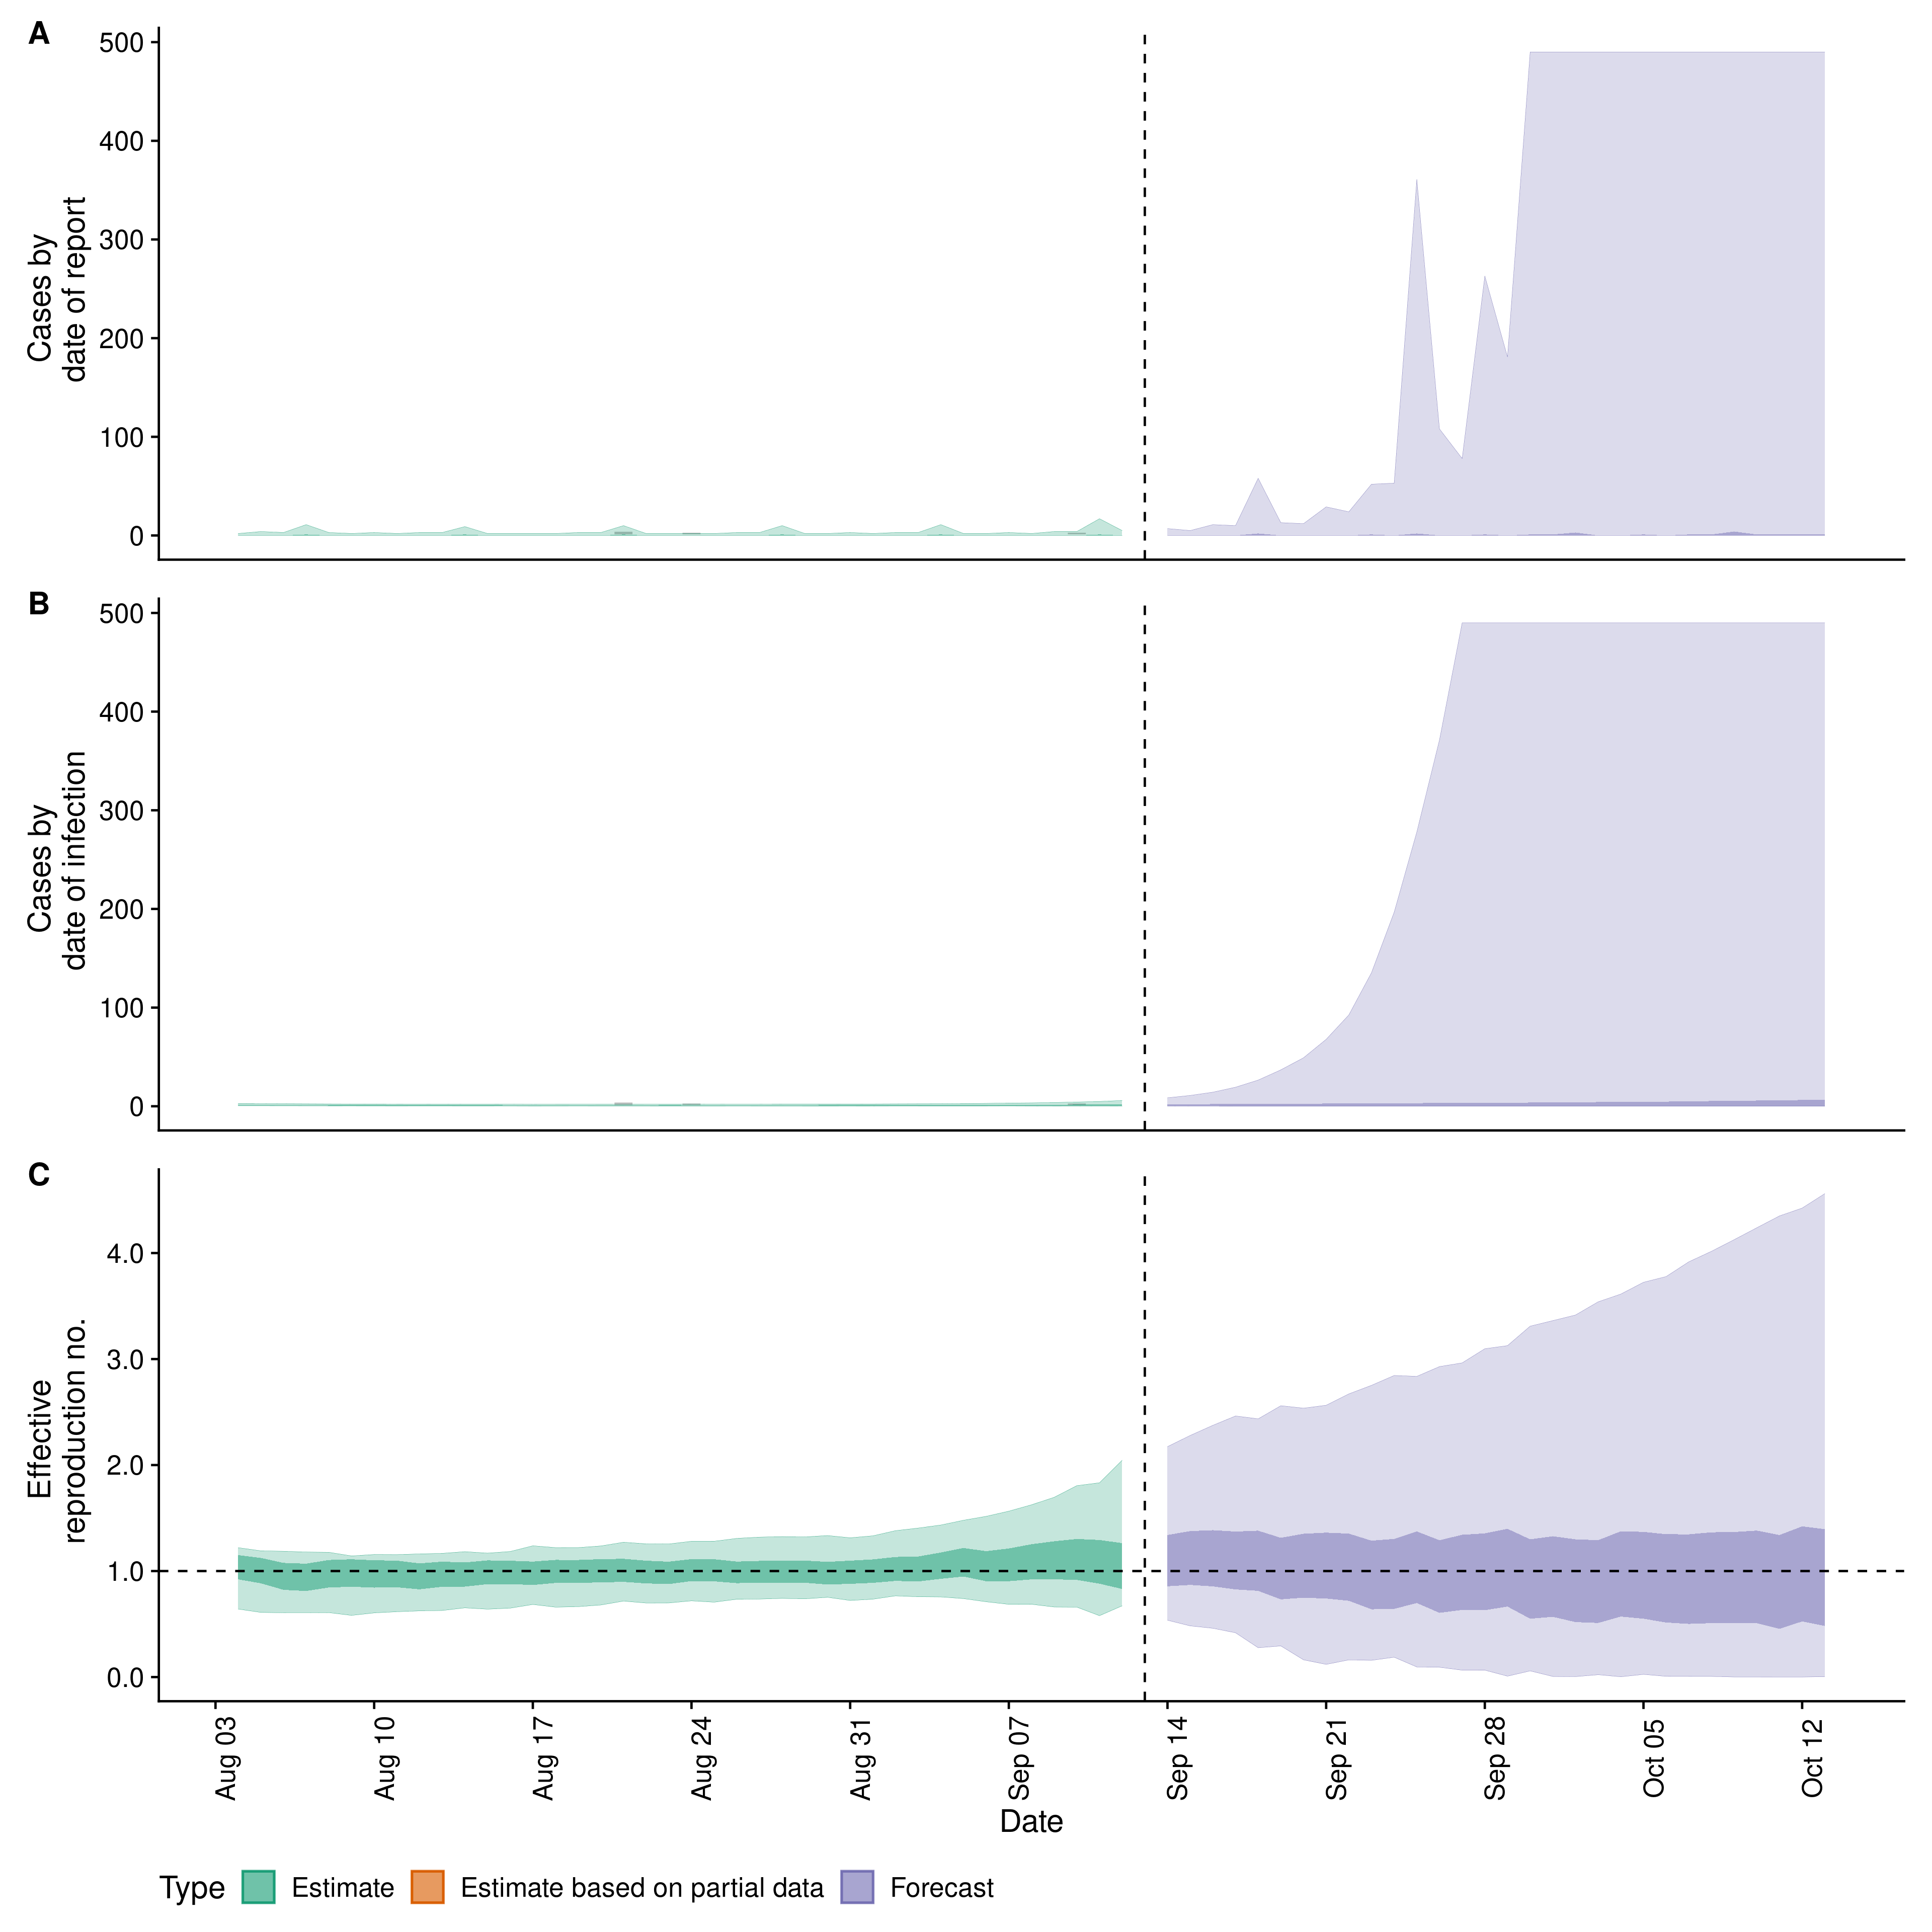 A
500
400
300
200
100
0
Cases by
date of report
B
500
400
300
200
100
0
Cases by
date of infection
C
4.0
3.0
2.0
1.0
0.0
Effective
reproduction no.
Aug 03
Aug 10
Aug 17
Aug 24
Aug 31
Sep 07
Sep 14
Sep 21
Sep 28
Oct 05
Oct 12
Date
Type Estimate Estimate based on partial data Forecast